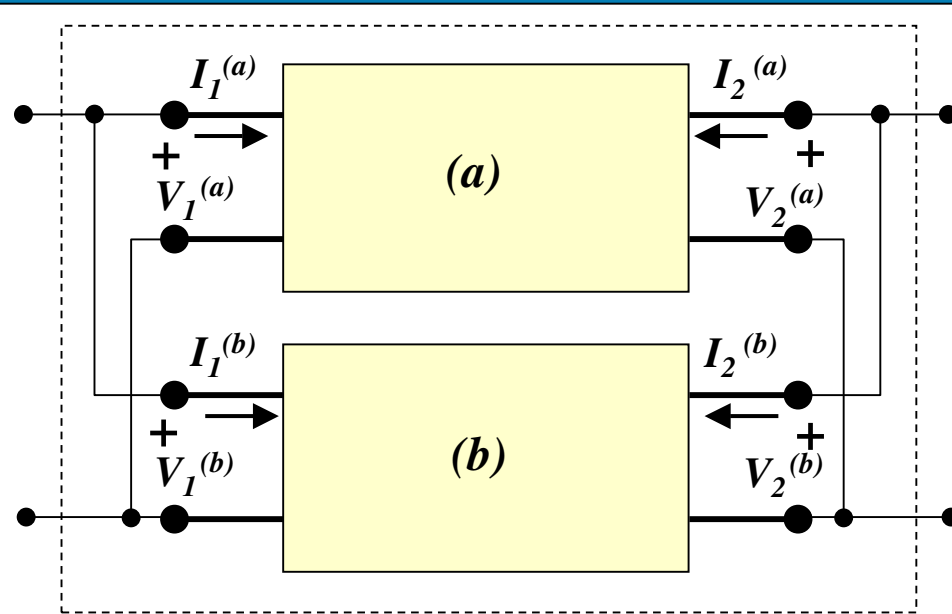 I₁⁽ᵃ⁾ I₂⁽ᵃ⁾
+ (a) +
V₁⁽ᵃ⁾ V₂⁽ᵃ⁾
I₁⁽ᵇ⁾ I₂⁽ᵇ⁾
+ (b) +
V₁⁽ᵇ⁾ V₂⁽ᵇ⁾